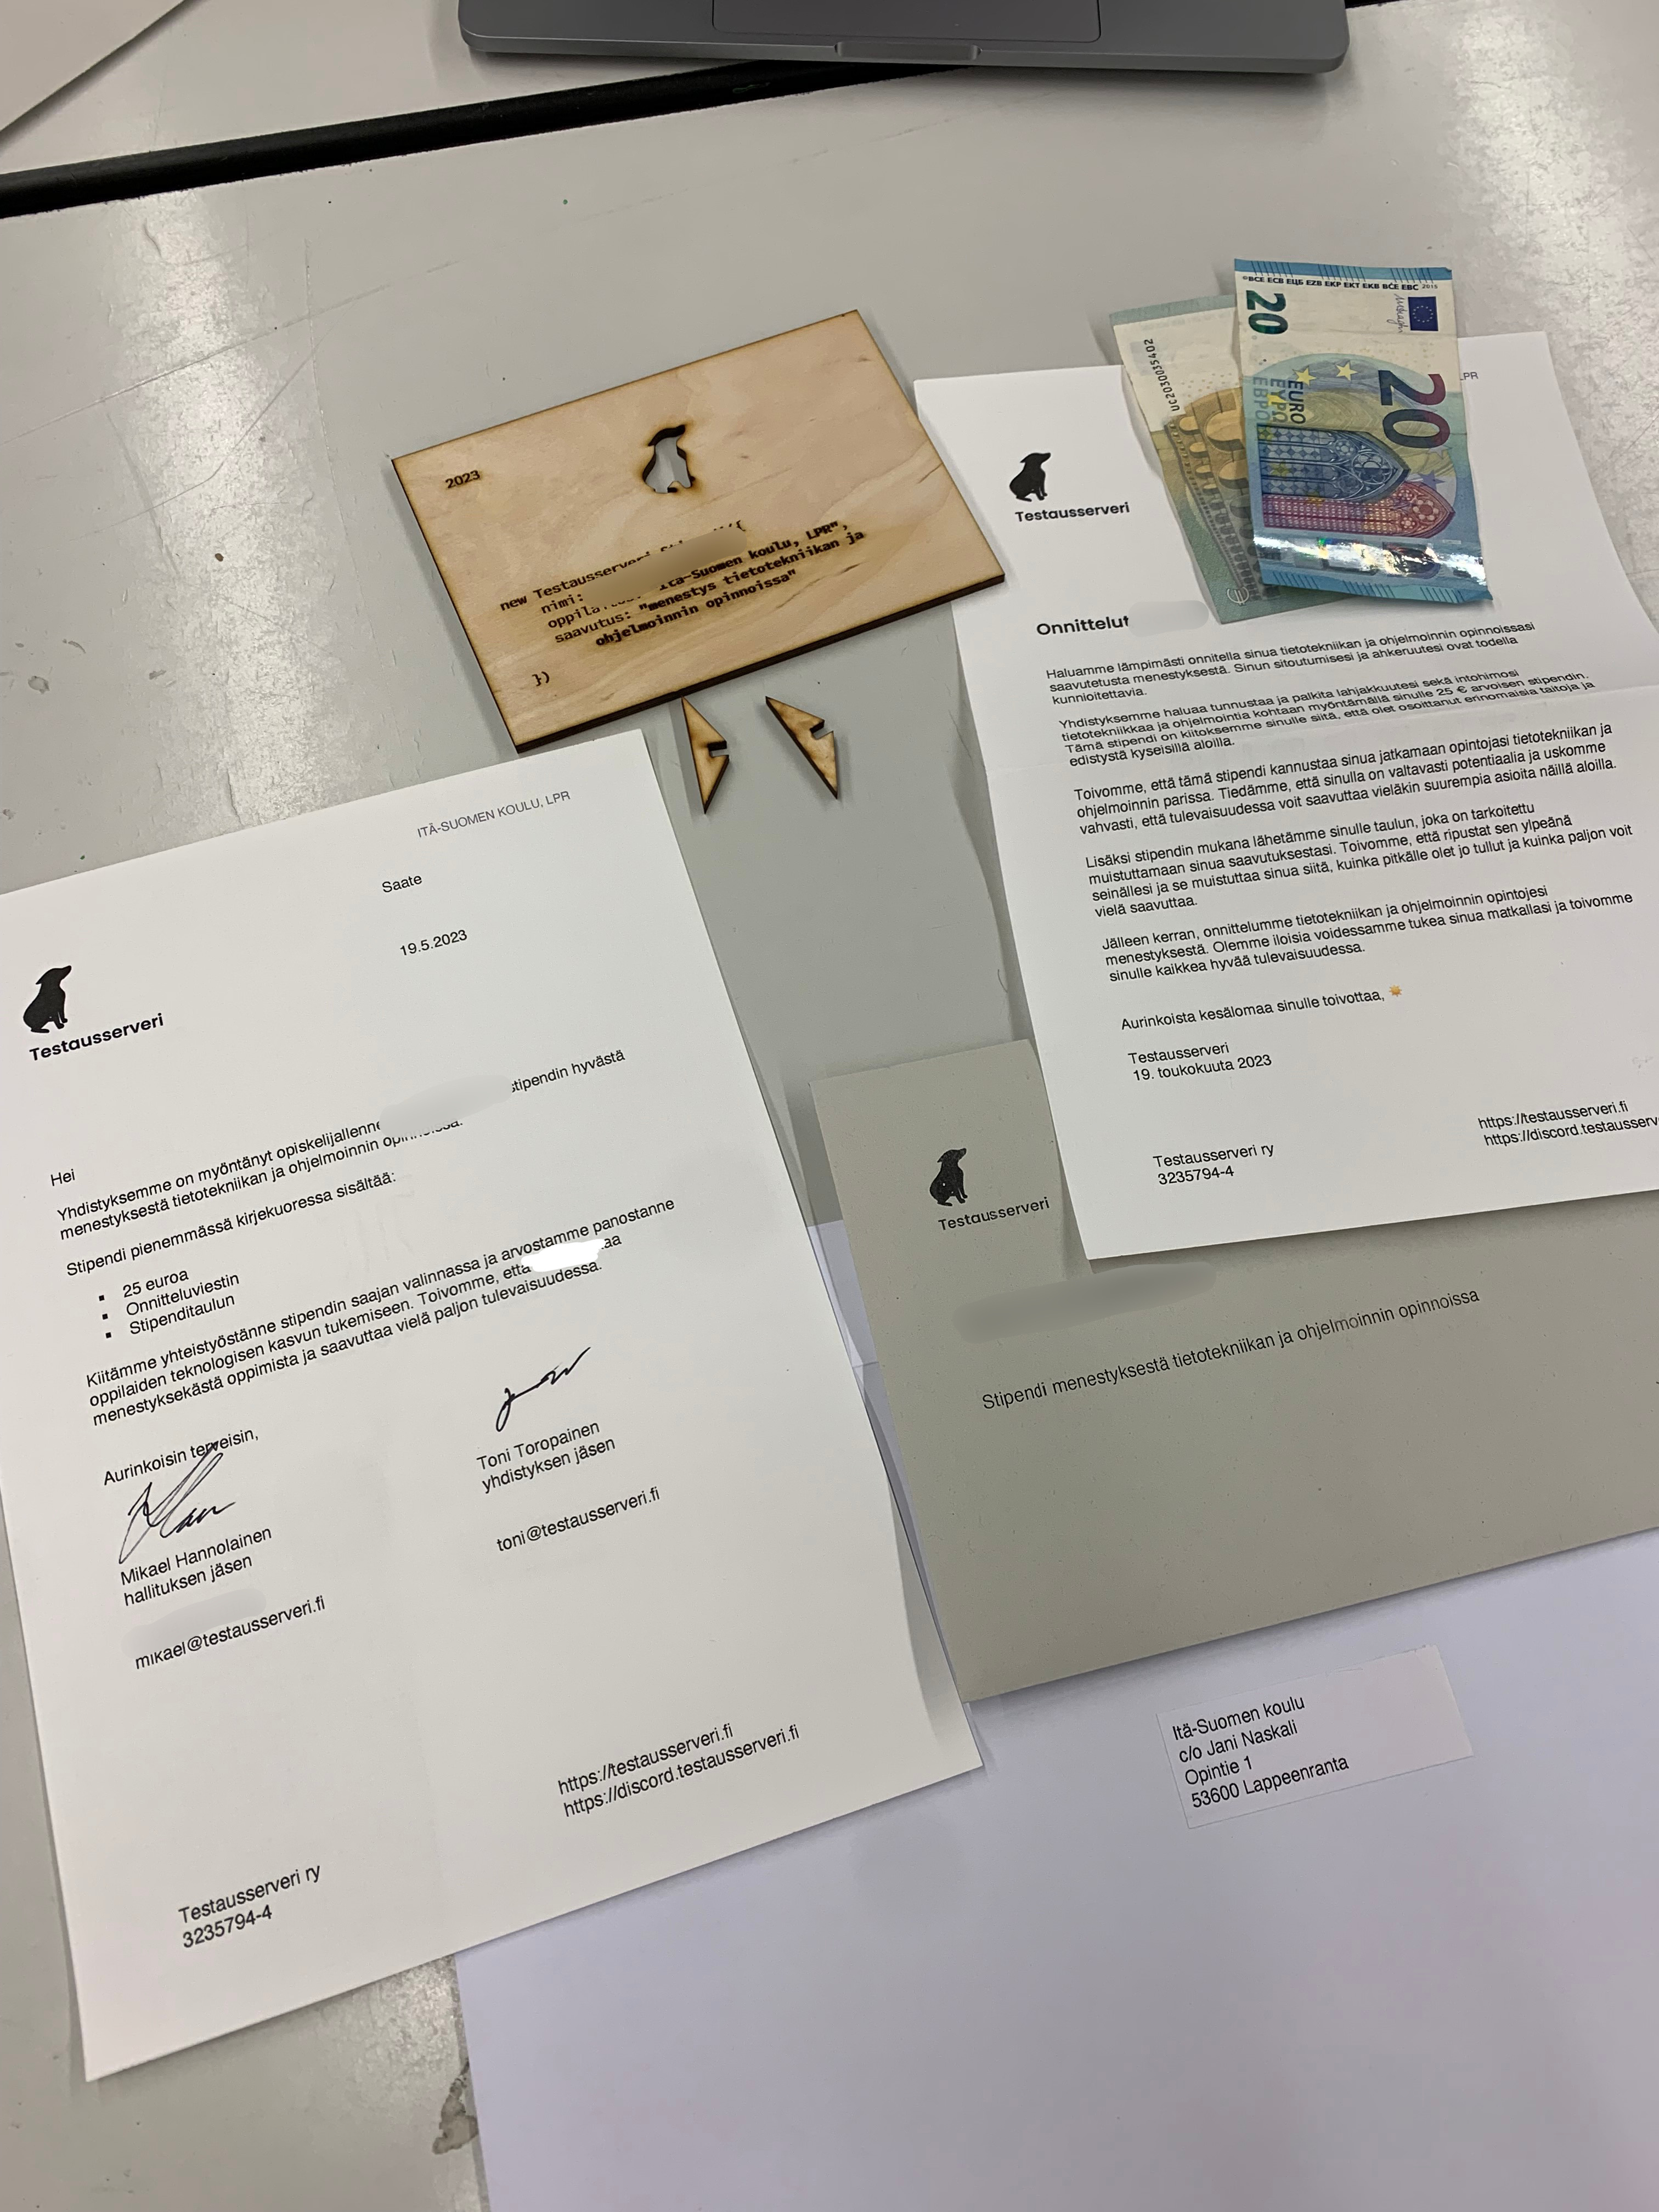 2023
new Testausserveri
nimi:
Itä-Suomen koulu, LPR",
saavutus: "menestys tietotekniikan ja
ohjelmoinnin opinnoissa"
})
©BCE ECB ЕЦБ EZB EKP EKT EKB BĊE EBC 2015
20
20
EURO
ΕΥΡΩ
ЕВРО
UC2030035402
5
€
LPR
Testausserveri
Onnittelut
Haluamme lämpimästi onnitella sinua tietotekniikan ja ohjelmoinnin opinnoissasi
saavutetusta menestyksestä. Sinun sitoutumisesi ja ahkeruutesi ovat todella
kunnioitettavia.
Yhdistyksemme haluaa tunnustaa ja palkita lahjakkuutesi sekä intohimosi
tietotekniikkaa ja ohjelmointia kohtaan myöntämällä sinulle 25 € arvoisen stipendin.
Tämä stipendi on kiitoksemme sinulle siitä, että olet osoittanut erinomaisia taitoja ja
edistystä kyseisillä aloilla.
Toivomme, että tämä stipendi kannustaa sinua jatkamaan opintojasi tietotekniikan ja
ohjelmoinnin parissa. Tiedämme, että sinulla on valtavasti potentiaalia ja uskomme
vahvasti, että tulevaisuudessa voit saavuttaa vieläkin suurempia asioita näillä aloilla.
Lisäksi stipendin mukana lähetämme sinulle taulun, joka on tarkoitettu
muistuttamaan sinua saavutuksestasi. Toivomme, että ripustat sen ylpeänä
seinällesi ja se muistuttaa sinua siitä, kuinka pitkälle olet jo tullut ja kuinka paljon voit
vielä saavuttaa.
Jälleen kerran, onnittelumme tietotekniikan ja ohjelmoinnin opintojesi
menestyksestä. Olemme iloisia voidessamme tukea sinua matkallasi ja toivomme
sinulle kaikkea hyvää tulevaisuudessa.
Aurinkoista kesälomaa sinulle toivottaa,
Testausserveri
19. toukokuuta 2023
Testausserveri ry
3235794-4
https://testausserveri.fi
https://discord.testausserv
ITÄ-SUOMEN KOULU, LPR
Saate
19.5.2023
Testausserveri
Hei
Yhdistyksemme on myöntänyt opiskelijallenne stipendin hyvästä
menestyksestä tietotekniikan ja ohjelmoinnin opinnoissa.
Stipendi pienemmässä kirjekuoressa sisältää:
▪ 25 euroa
▪ Onnitteluviestin
▪ Stipenditaulun
Kiitämme yhteistyöstänne stipendin saajan valinnassa ja arvostamme panostanne
oppilaiden teknologisen kasvun tukemiseen. Toivomme, että
menestyksekästä oppimista ja saavuttaa vielä paljon tulevaisuudessa.
Aurinkoisin terveisin,
Mikael Hannolainen
hallituksen jäsen
mikael@testausserveri.fi
Toni Toropainen
yhdistyksen jäsen
toni@testausserveri.fi
https://testausserveri.fi
https://discord.testausserveri.fi
Testausserveri ry
3235794-4
Testausserveri
Stipendi menestyksestä tietotekniikan ja ohjelmoinnin opinnoissa
Itä-Suomen koulu
c/o Jani Naskali
Opintie 1
53600 Lappeenranta